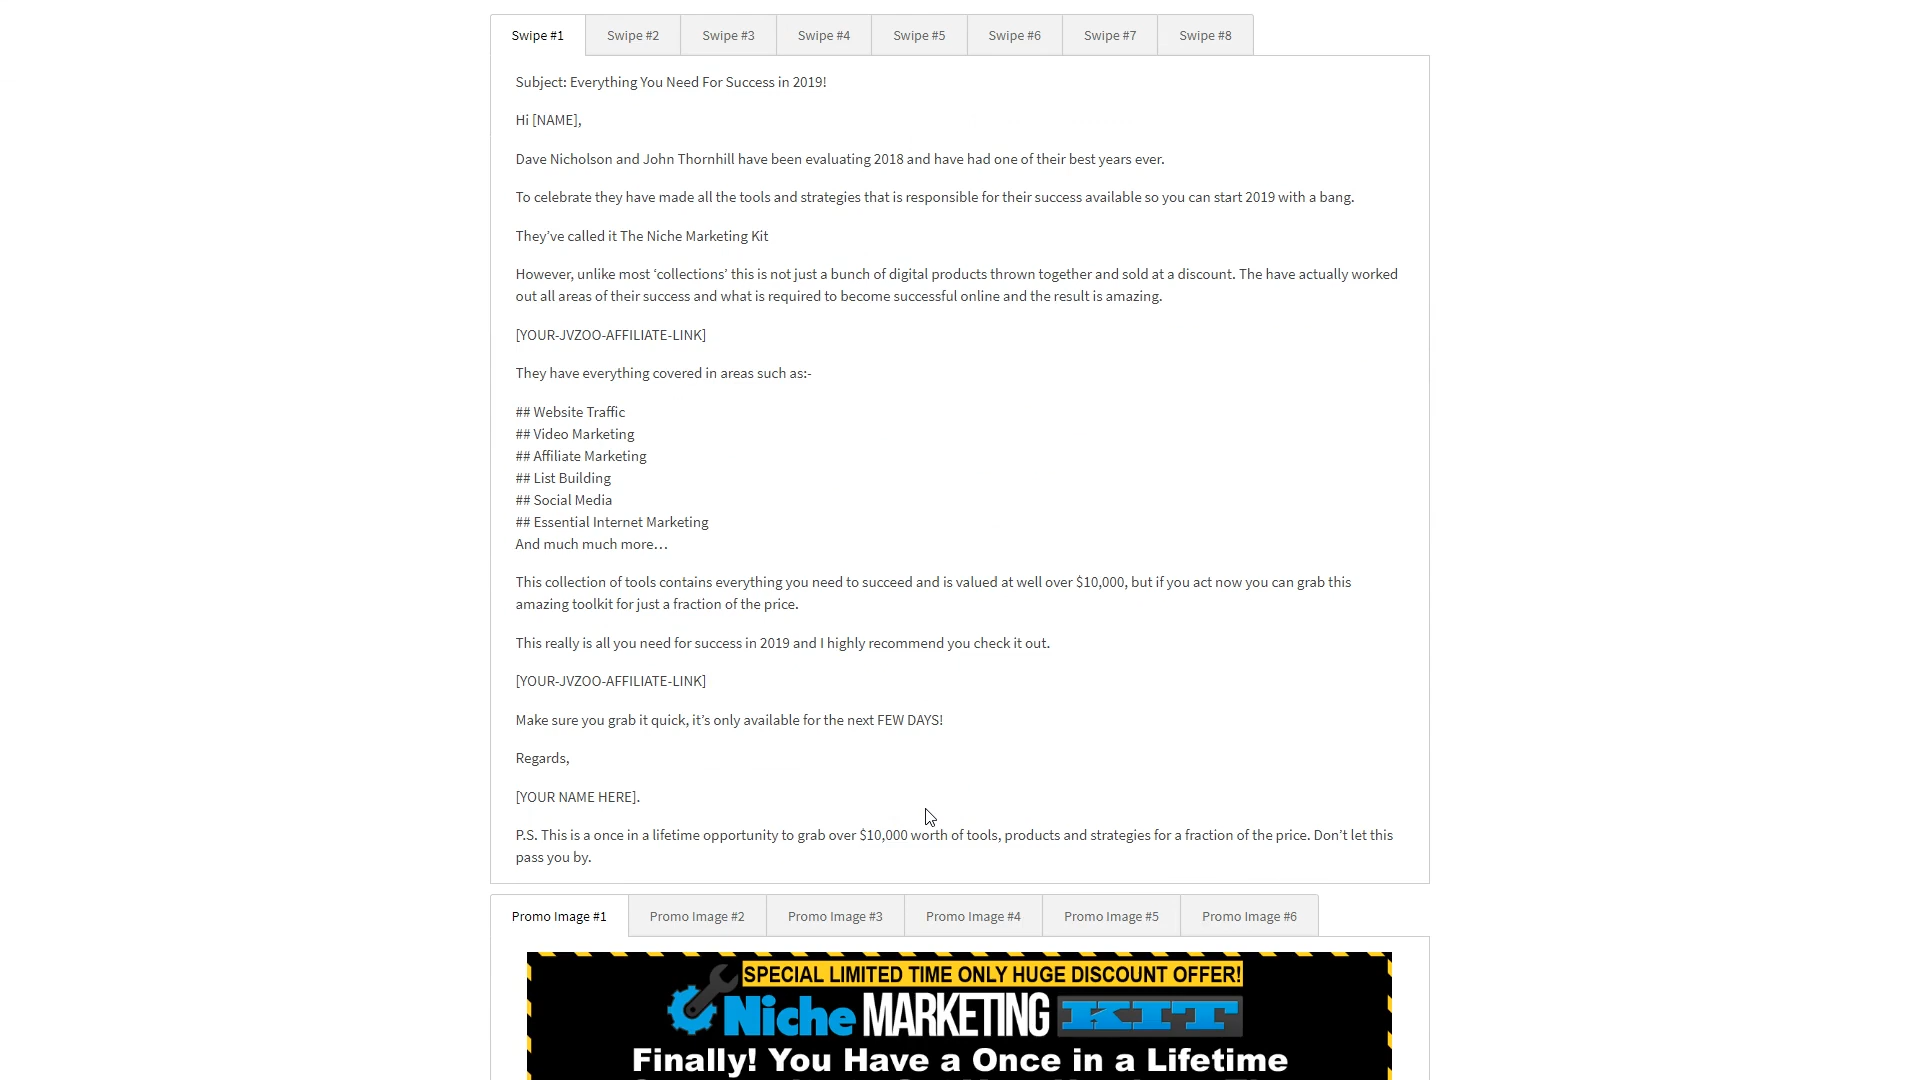 Swipe #1 Swipe #2 Swipe #3 Swipe #4 Swipe #5 Swipe #6 Swipe #7 Swipe #8
Subject: Everything You Need For Success in 2019!
Hi [NAME],
Dave Nicholson and John Thornhill have been evaluating 2018 and have had one of their best years ever.
To celebrate they have made all the tools and strategies that is responsible for their success available so you can start 2019 with a bang.
They’ve called it The Niche Marketing Kit
However, unlike most ‘collections’ this is not just a bunch of digital products thrown together and sold at a discount. The have actually worked
out all areas of their success and what is required to become successful online and the result is amazing.
[YOUR-JVZOO-AFFILIATE-LINK]
They have everything covered in areas such as:-
## Website Traffic
## Video Marketing
## Affiliate Marketing
## List Building
## Social Media
## Essential Internet Marketing
And much much more…
This collection of tools contains everything you need to succeed and is valued at well over $10,000, but if you act now you can grab this
amazing toolkit for just a fraction of the price.
This really is all you need for success in 2019 and I highly recommend you check it out.
[YOUR-JVZOO-AFFILIATE-LINK]
Make sure you grab it quick, it’s only available for the next FEW DAYS!
Regards,
[YOUR NAME HERE].
P.S. This is a once in a lifetime opportunity to grab over $10,000 worth of tools, products and strategies for a fraction of the price. Don’t let this
pass you by.
Promo Image #1 Promo Image #2 Promo Image #3 Promo Image #4 Promo Image #5 Promo Image #6
SPECIAL LIMITED TIME ONLY HUGE DISCOUNT OFFER!
Niche MARKETING KIT
Finally! You Have a Once in a Lifetime